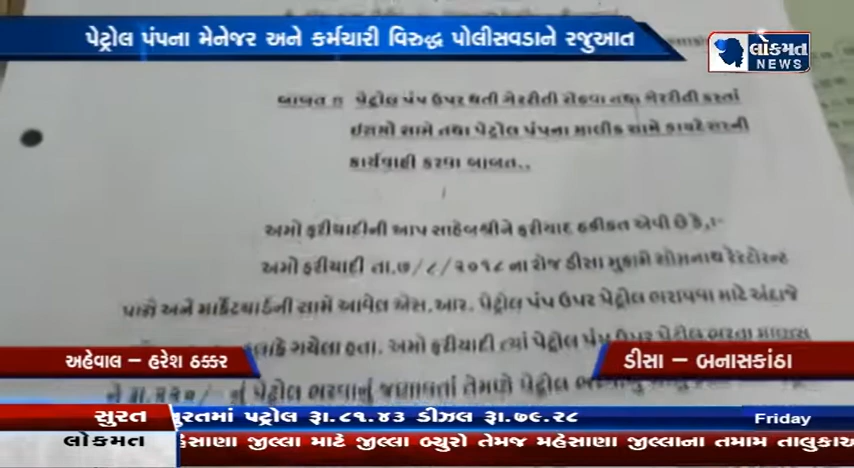 પેટ્રોલ પંપના મેનેજર અને કર્મચારી વિરુદ્ધ પોલીસવડાને રજુઆત
લોકમત
NEWS
બાબત :: પેટ્રોલ પંપ ઉપર થતી ગેરરીતી રોકવા તથા ગેરરીતી કરતાં
ઇસમો સામે તથા પેટ્રોલ પંપના માલીક સામે કાયદેસરની
કાર્યવાહી કરવા બાબત..
અમો ફરીયાદીની આપ સાહેબશ્રીને ફરીયાદ હકીકત એવી છે કે,:-
અમો ફરીયાદી તા.૭/૮/૨૦૧૮ ના રોજ ડીસા મુકામે સોમનાથ રેસ્ટોરન્ટ
પાસે અને માર્કેટયાર્ડની સામે આવેલ એસ.આર. પેટ્રોલ પંપ ઉપર પેટ્રોલ ભરાવવા માટે અંદાજે
ગયેલા હતા. અમો ફરીયાદી ત્યાં પેટ્રોલ પંપ ઉપર પેટ્રોલ ભરતા માણસ
નું પેટ્રોલ ભરવાનું જણાવતાં તેમણે પેટ્રોલ
અહેવાલ – હરેશ ઠક્કર
ડીસા – બનાસકાંઠા
સુરત
સુરતમાં પેટ્રોલ રૂા.૮૧.૪૩ ડીઝલ રૂા.૭૯.૨૮
Friday
લોકમત
મહેસાણા જીલ્લા માટે જીલ્લા બ્યુરો તેમજ મહેસાણા જીલ્લાના તમામ